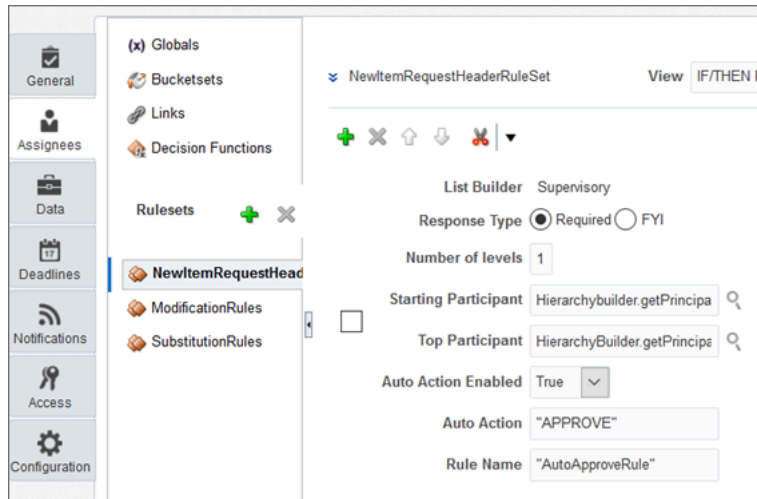 General
Assignees
Data
17
Deadlines
Notifications
Access
Configuration
(x) Globals
Bucketsets
Links
Decision Functions
Rulesets
NewItemRequestHead
ModificationRules
SubstitutionRules
NewItemRequestHeaderRuleSet View IF/THEN
List Builder Supervisory
Response Type Required FYI
Number of levels 1
Starting Participant Hierarchybuilder.getPrincipa
Top Participant HierarchyBuilder.getPrincipa
Auto Action Enabled True
Auto Action "APPROVE"
Rule Name "AutoApproveRule"